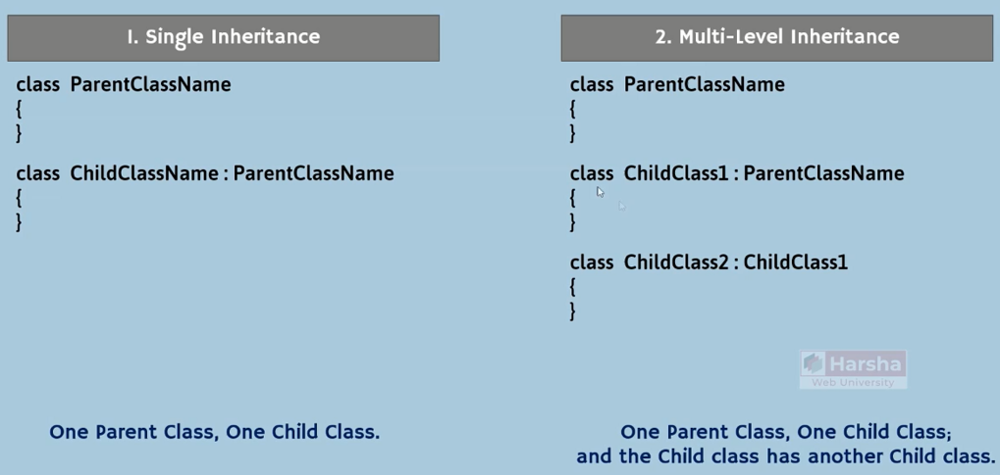 1. Single Inheritance
class ParentClassName
{
}
class ChildClassName : ParentClassName
{
}
One Parent Class, One Child Class.
2. Multi-Level Inheritance
class ParentClassName
{
}
class ChildClass1 : ParentClassName
{
}
class ChildClass2 : ChildClass1
{
}
Harsha
Web University
One Parent Class, One Child Class;
and the Child class has another Child class.